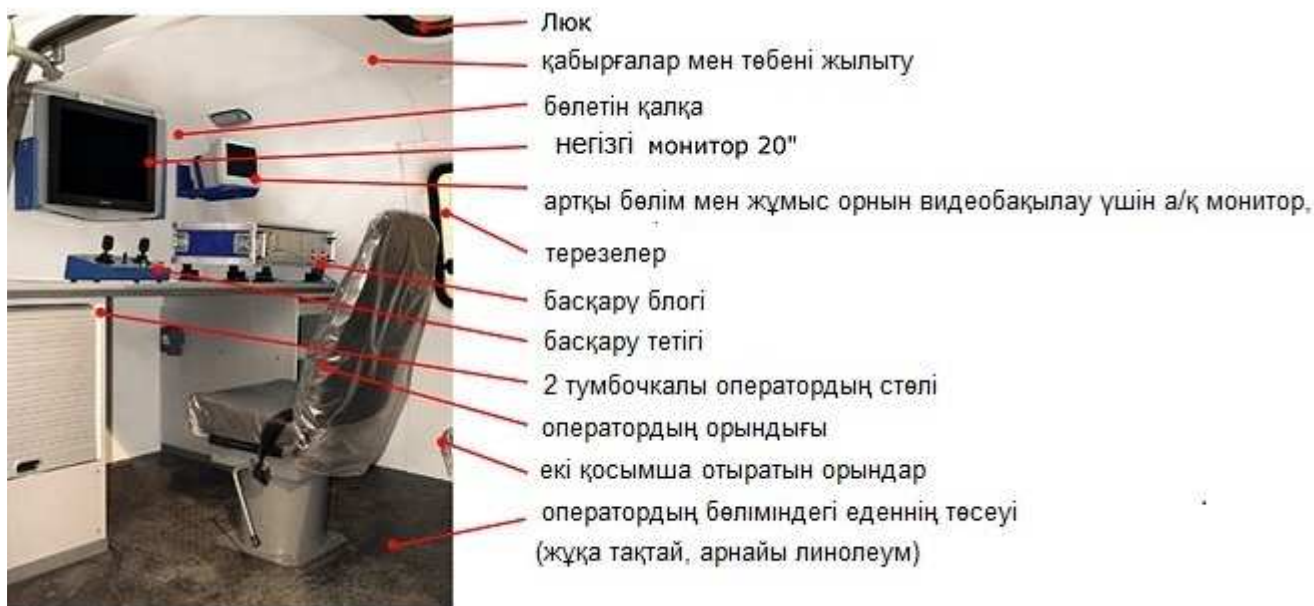 Люк
қабырғалар мен төбені жылыту
бөлетін қалқа
негізгі монитор 20"
артқы бөлім мен жұмыс орнын видеобақылау үшін а/қ монитор.
терезелер
басқару блогі
басқару тетігі
2 тумбочкалы оператордың стөлі
оператордың орындығы
екі қосымша отыратын орындар
оператордың бөліміндегі еденнің төсеуі
(жұқа тақтай, арнайы линолеум)